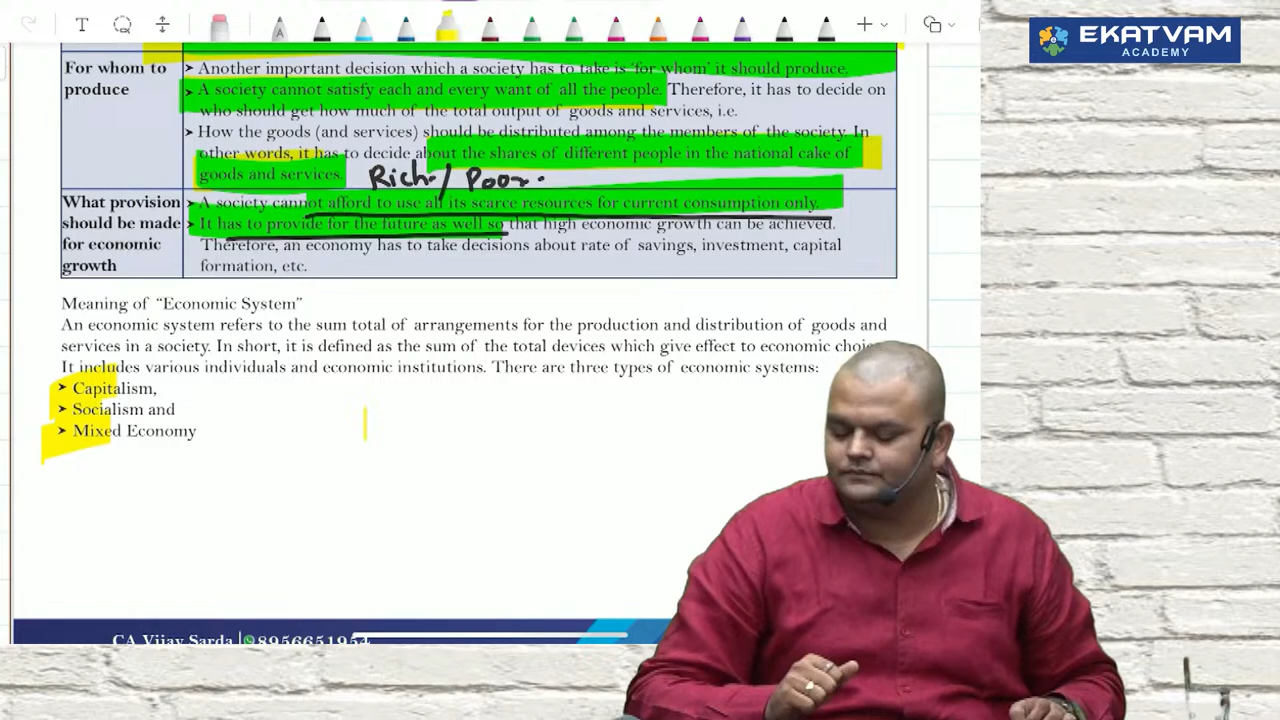 EKATVAM
ACADEMY
For whom to produce
➤ Another important decision which a society has to take is 'for whom' it should produce.
➤ A society cannot satisfy each and every want of all the people. Therefore, it has to decide on
who should get how much of the total output of goods and services, i.e.
➤ How the goods (and services) should be distributed among the members of the society. In
other words, it has to decide about the shares of different people in the national cake of
goods and services.
Rich / Poor
What provision should be made for economic growth
➤ A society cannot afford to use all its scarce resources for current consumption only.
➤ It has to provide for the future as well so that high economic growth can be achieved.
Therefore, an economy has to take decisions about rate of savings, investment, capital
formation, etc.
Meaning of “Economic System”
An economic system refers to the sum total of arrangements for the production and distribution of goods and
services in a society. In short, it is defined as the sum of the total devices which give effect to economic
It includes various individuals and economic institutions. There are three types of economic systems:
➤ Capitalism,
➤ Socialism and
➤ Mixed Economy
CA Vijay Sarda | 8956651954